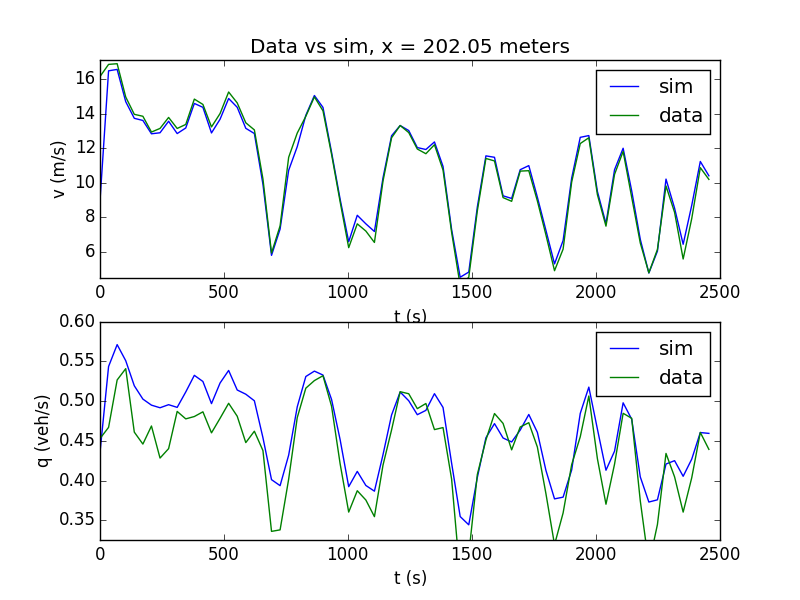 Data vs sim, x = 202.05 meters
v (m/s)
16
14
12
10
8
6
sim
data
0 500 1000 1500 2000 2500
t (s)
q (veh/s)
0.60
0.55
0.50
0.45
0.40
0.35
sim
data
0 500 1000 1500 2000 2500
t (s)